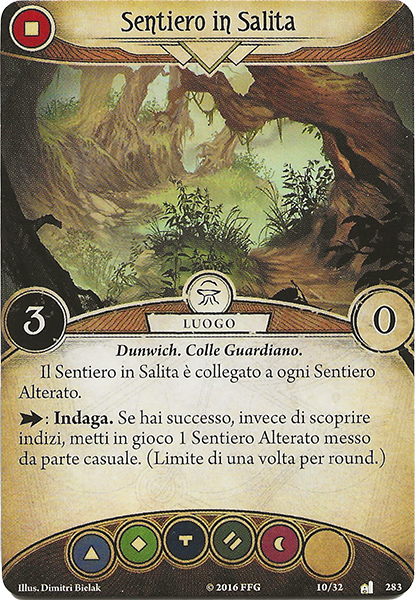 Sentiero in Salita
3
LUOGO
0
Dunwich. Colle Guardiano.
Il Sentiero in Salita è collegato a ogni Sentiero
Alterato.
: Indaga. Se hai successo, invece di scoprire
indizi, metti in gioco 1 Sentiero Alterato messo
da parte casuale. (Limite di una volta per round.)
Illus. Dimitri Bielak
© 2016 FFG
10/32
283